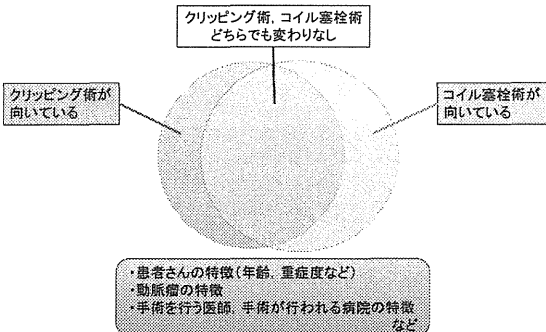 クリッピング術, コイル塞栓術
どちらでも変わりなし
クリッピング術が
向いている
コイル塞栓術が
向いている
・患者さんの特徴(年齢, 重症度など)
・動脈瘤の特徴
・手術を行う医師, 手術が行われる病院の特徴
など